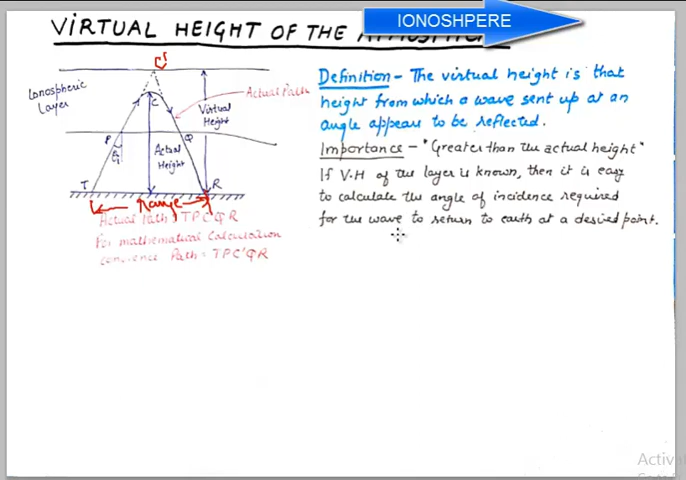 VIRTUAL HEIGHT OF THE ATMOSPHE
IONOSHPERE
C'
Ionospheric
Layer
C
Virtual
Height
Actual Path
P
Q
Actual
Height
T
R
Range
Actual Path = TPCQR
For mathematical Calculation
Path = TPC'QR
Definition - The virtual height is that
height from which a wave sent up at an
angle appears to be reflected.
Importance - "Greater than the actual height"
If V.H of the layer is known, then it is easy
to calculate the angle of incidence required
for the wave to return to earth at a desired point.
Activa